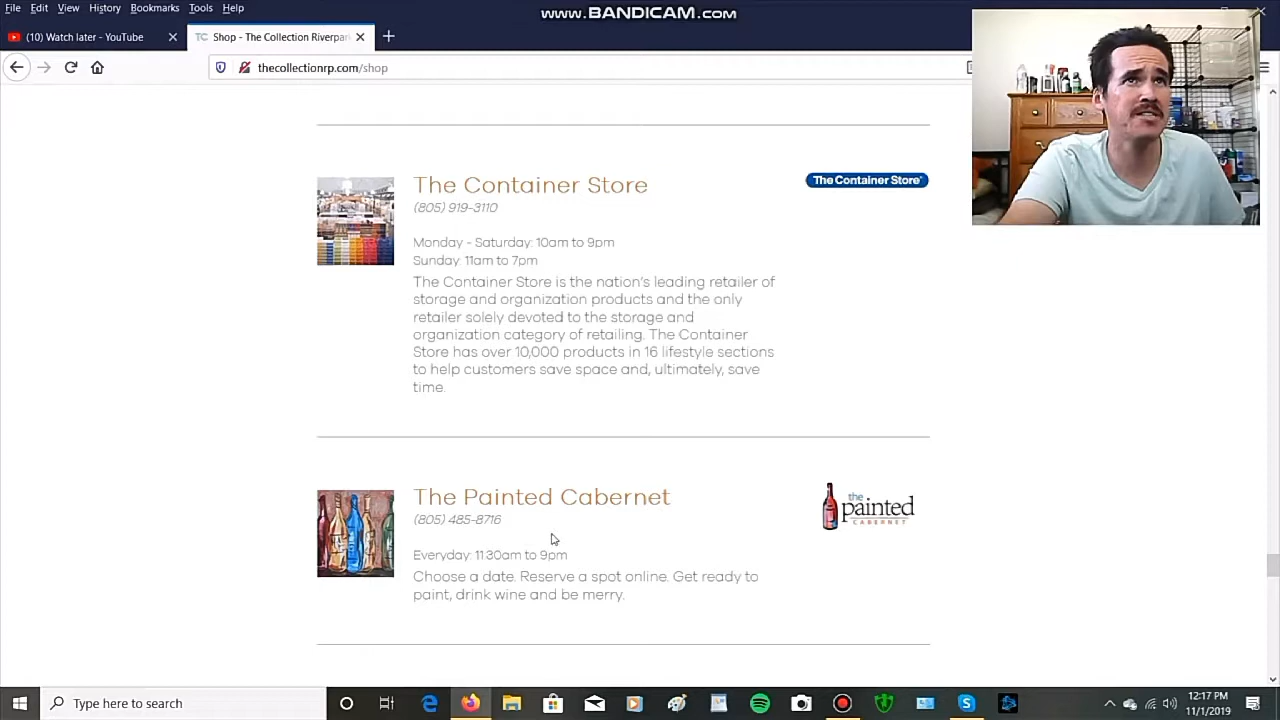 File Edit View History Bookmarks Tools Help
www.BANDICAM.com
(10) Watch later - YouTube
TC Shop - The Collection Riverpar
thecollectionrp.com/shop
The Container Store
(805) 919-3110
The Container Store
Monday - Saturday: 10am to 9pm
Sunday: 11am to 7pm
The Container Store is the nation's leading retailer of
storage and organization products and the only
retailer solely devoted to the storage and
organization category of retailing. The Container
Store has over 10,000 products in 16 lifestyle sections
to help customers save space and, ultimately, save
time.
The Painted Cabernet
(805) 485-8716
the
painted
CABERNET
Everyday: 11:30am to 9pm
Choose a date. Reserve a spot online. Get ready to
paint, drink wine and be merry.
Type here to search
12:17 PM
11/1/2019